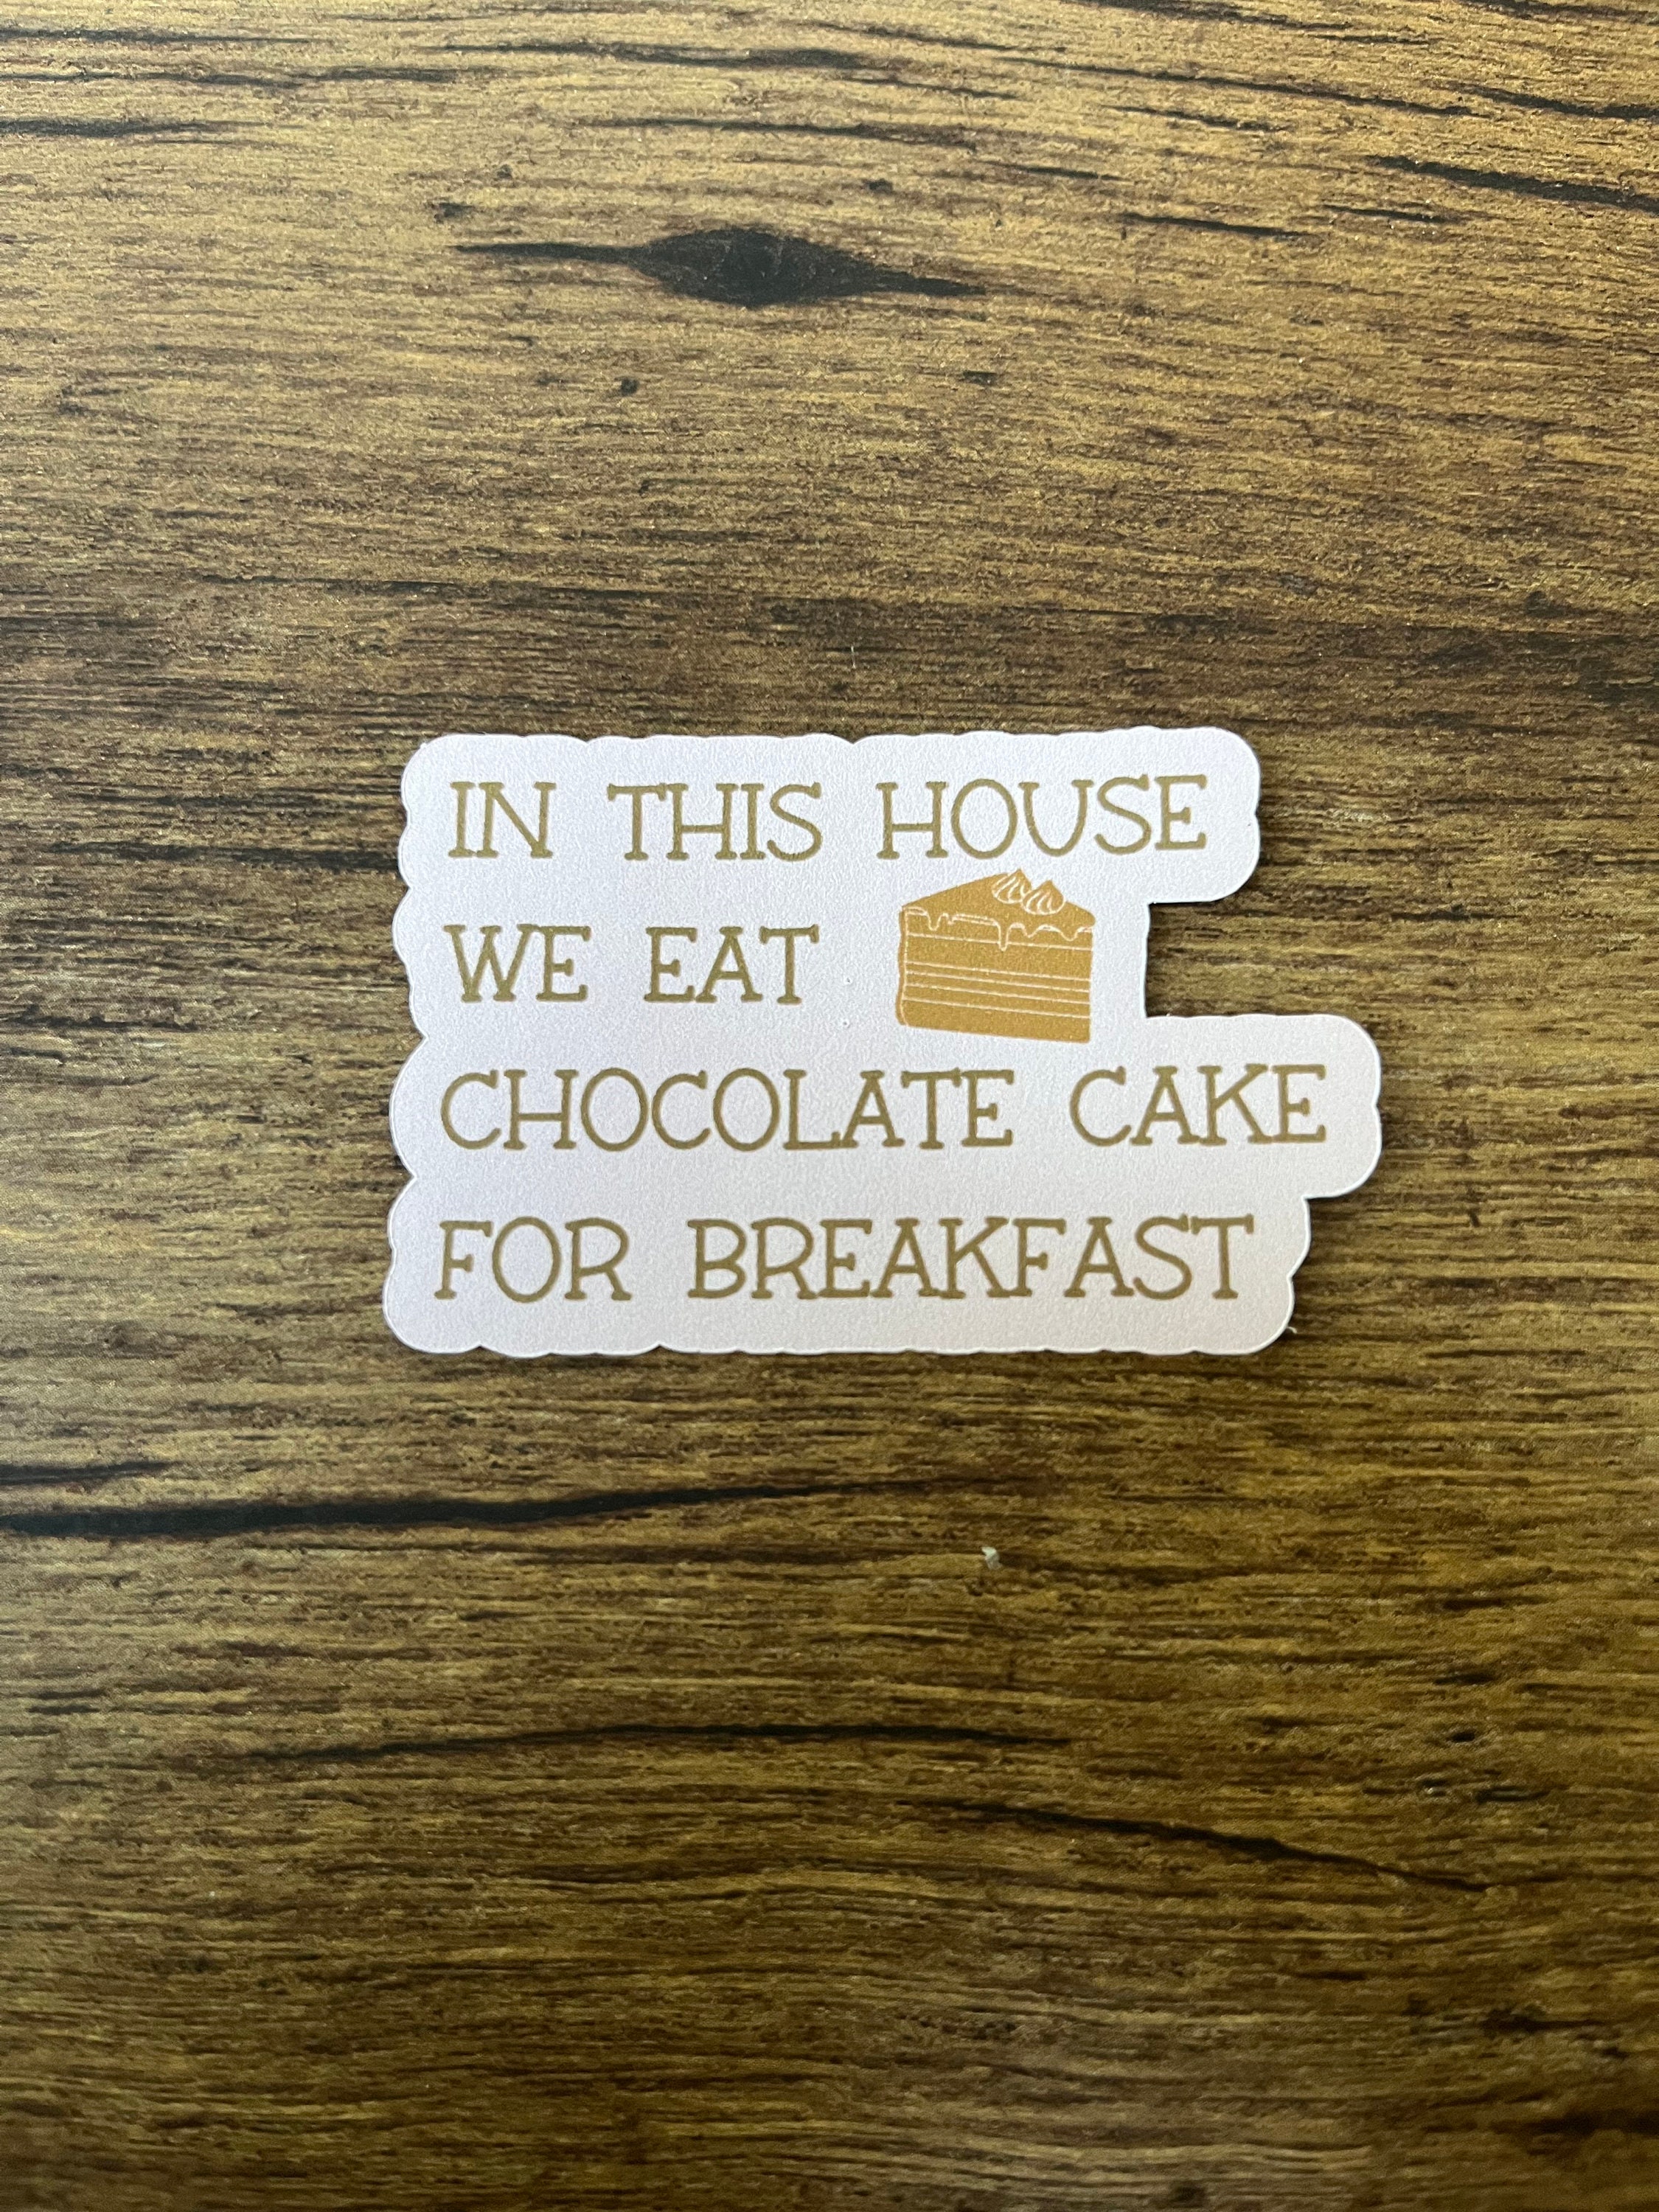 IN THIS HOUSE
WE EAT
CHOCOLATE CAKE
FOR BREAKFAST